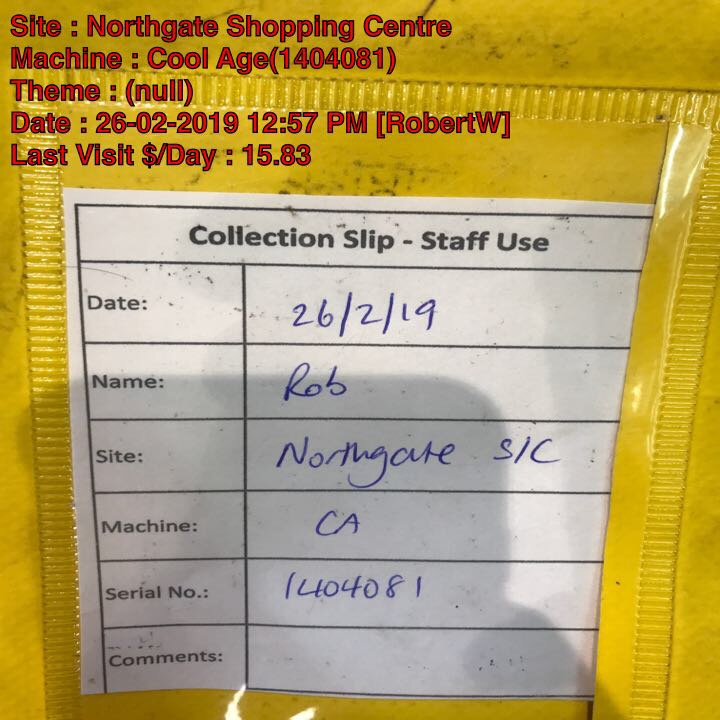 Site : Northgate Shopping Centre
Machine : Cool Age(1404081)
Theme : (null)
Date : 26-02-2019 12:57 PM [RobertW]
Last Visit $/Day : 15.83
Collection Slip - Staff Use
Date: 26/2/19
Name: Rob
Site: Northgate S/C
Machine: CA
Serial No.: 1404081
Comments: